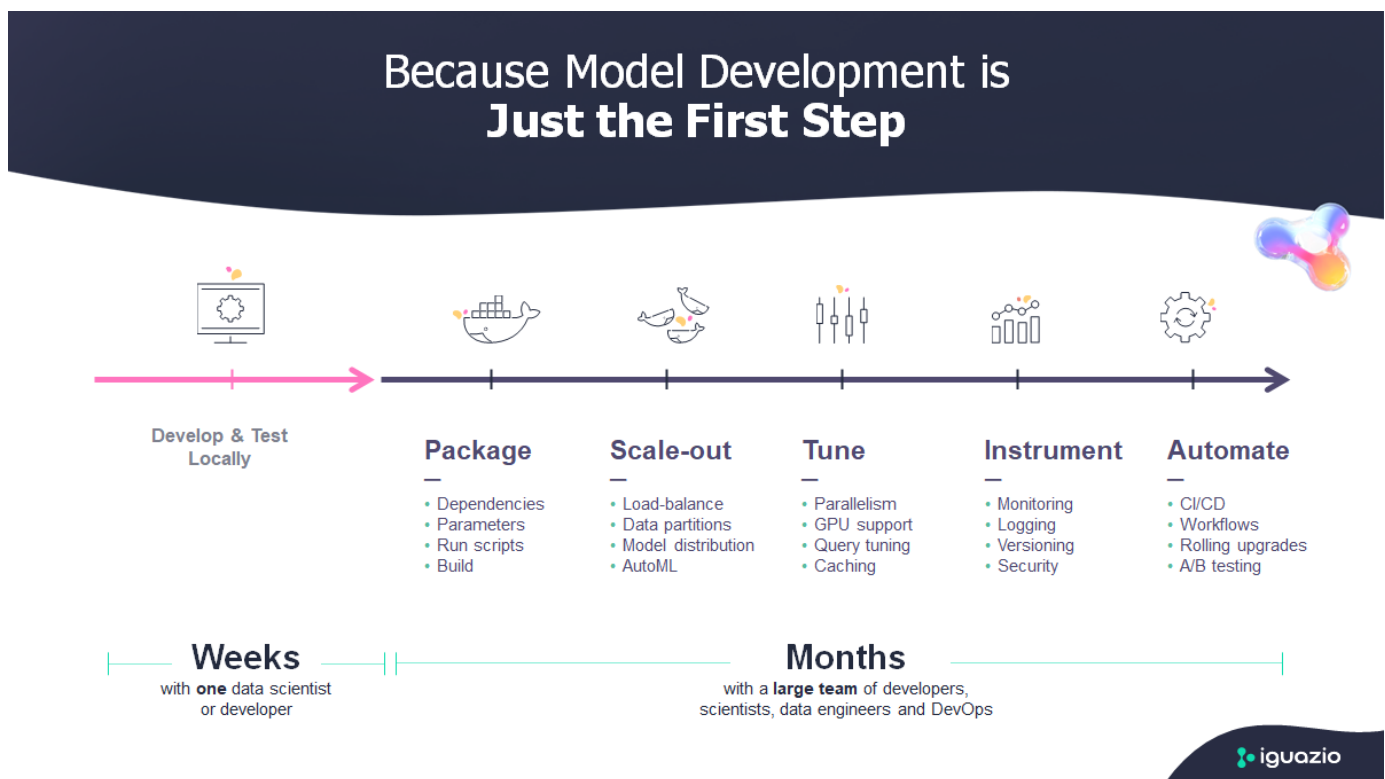 Because Model Development is
Just the First Step
Develop & Test
Locally
Package
• Dependencies
• Parameters
• Run scripts
• Build
Scale-out
• Load-balance
• Data partitions
• Model distribution
• AutoML
Tune
• Parallelism
• GPU support
• Query tuning
• Caching
Instrument
• Monitoring
• Logging
• Versioning
• Security
Automate
• CI/CD
• Workflows
• Rolling upgrades
• A/B testing
Weeks
with one data scientist
or developer
Months
with a large team of developers,
scientists, data engineers and DevOps
iguazio